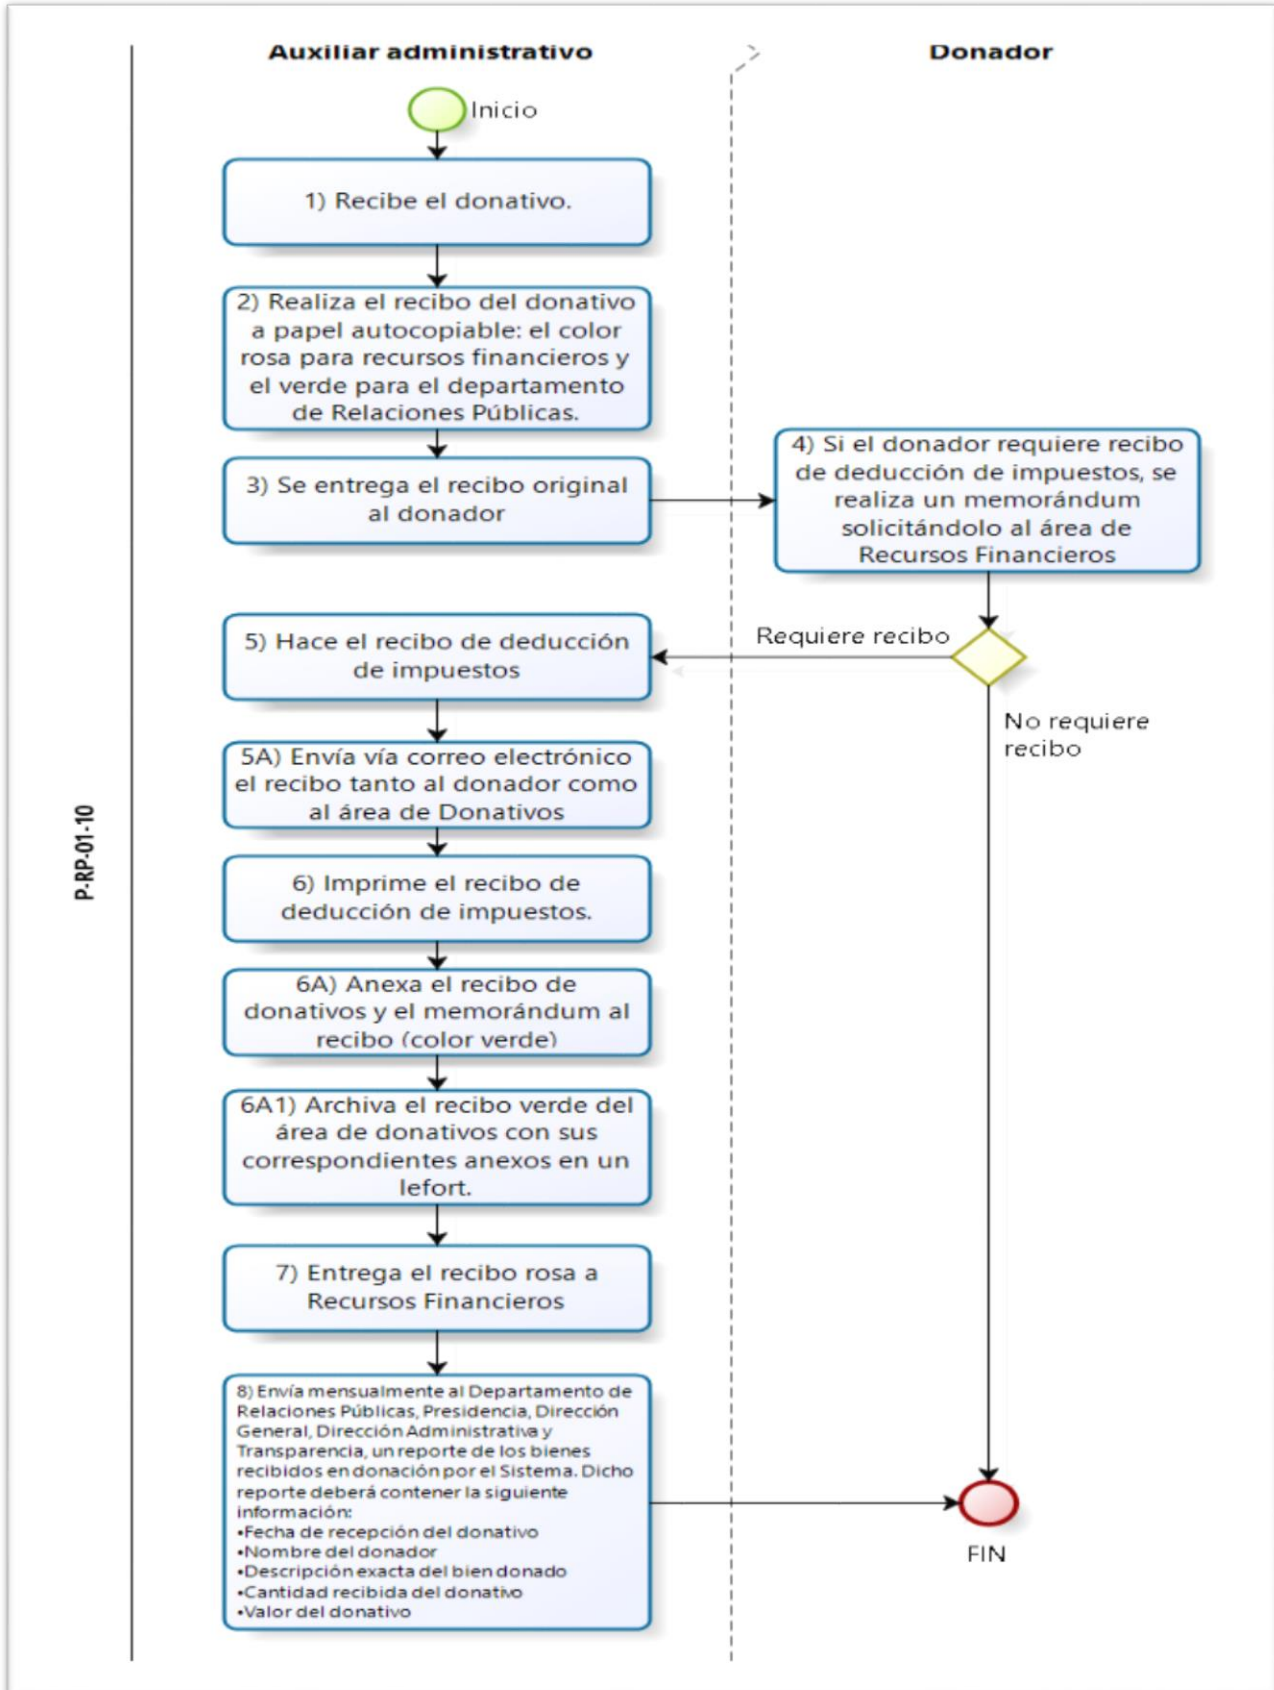 Auxiliar administrativo
Donador
Inicio
1) Recibe el donativo.
2) Realiza el recibo del donativo
a papel autocopiable: el color
rosa para recursos financieros y
el verde para el departamento
de Relaciones Públicas.
3) Se entrega el recibo original
al donador
4) Si el donador requiere recibo
de deducción de impuestos, se
realiza un memorándum
solicitándolo al área de
Recursos Financieros
Requiere recibo
No requiere
recibo
5) Hace el recibo de deducción
de impuestos
5A) Envía vía correo electrónico
el recibo tanto al donador como
al área de Donativos
6) Imprime el recibo de
deducción de impuestos.
6A) Anexa el recibo de
donativos y el memorándum al
recibo (color verde)
6A1) Archiva el recibo verde del
área de donativos con sus
correspondientes anexos en un
lefort.
7) Entrega el recibo rosa a
Recursos Financieros
8) Envía mensualmente al Departamento de
Relaciones Públicas, Presidencia, Dirección
General, Dirección Administrativa y
Transparencia, un reporte de los bienes
recibidos en donación por el Sistema. Dicho
reporte deberá contener la siguiente
información:
•Fecha de recepción del donativo
•Nombre del donador
•Descripción exacta del bien donado
•Cantidad recibida del donativo
•Valor del donativo
FIN
P-RP-01-10